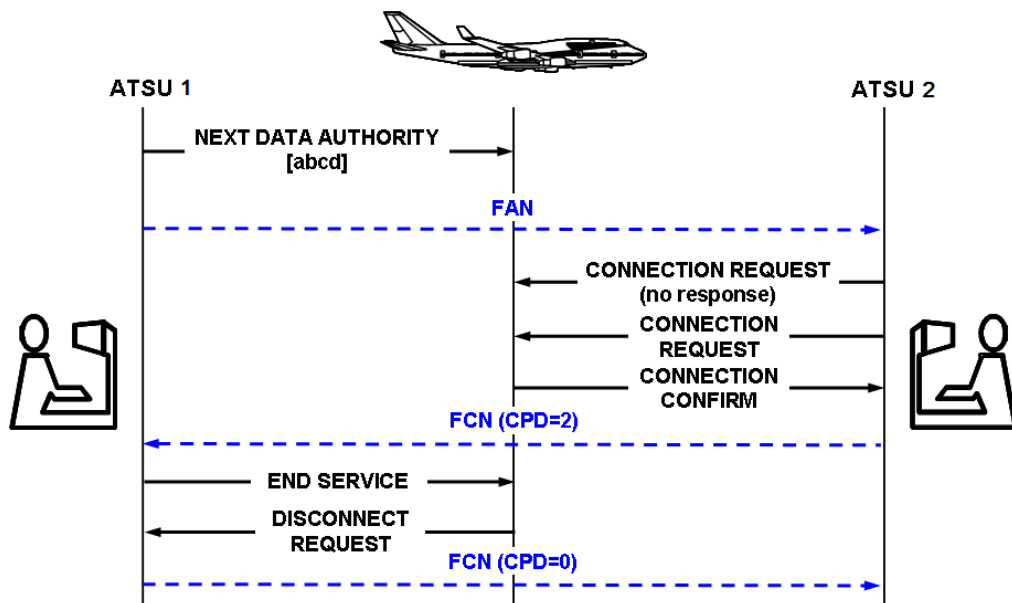 ATSU 1
ATSU 2
NEXT DATA AUTHORITY
[abcd]
FAN
CONNECTION REQUEST
(no response)
CONNECTION
REQUEST
CONNECTION
CONFIRM
FCN (CPD=2)
END SERVICE
DISCONNECT
REQUEST
FCN (CPD=0)